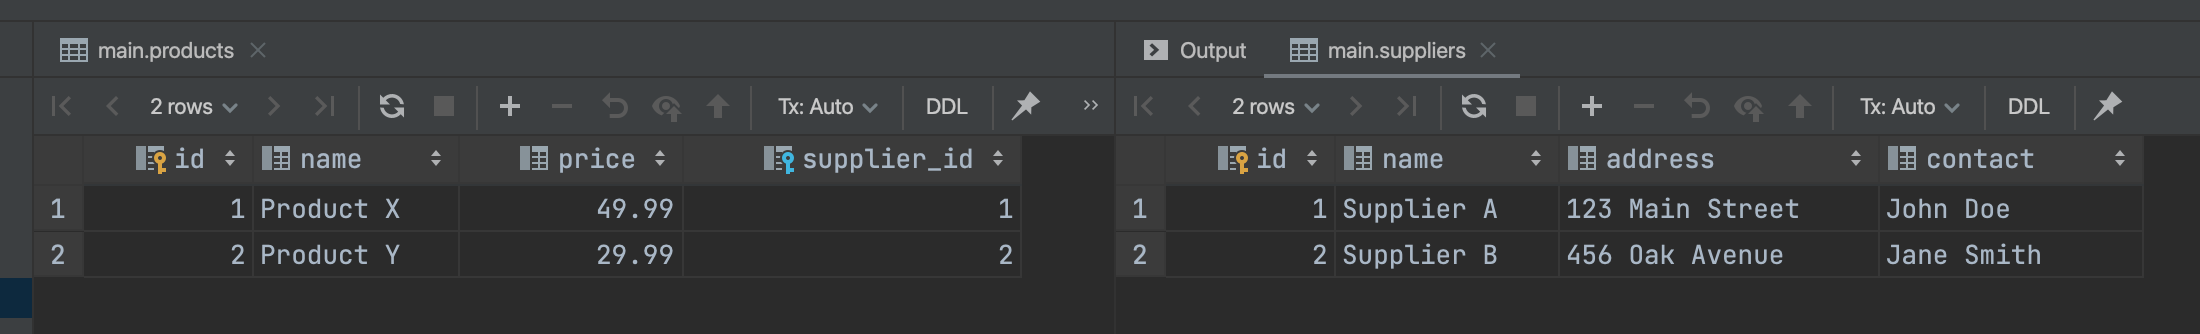 main.products
2 rows Tx: Auto DDL
id name price supplier_id
1 1 Product X 49.99 1
2 2 Product Y 29.99 2
Output main.suppliers
2 rows Tx: Auto DDL
id name address contact
1 1 Supplier A 123 Main Street John Doe
2 2 Supplier B 456 Oak Avenue Jane Smith